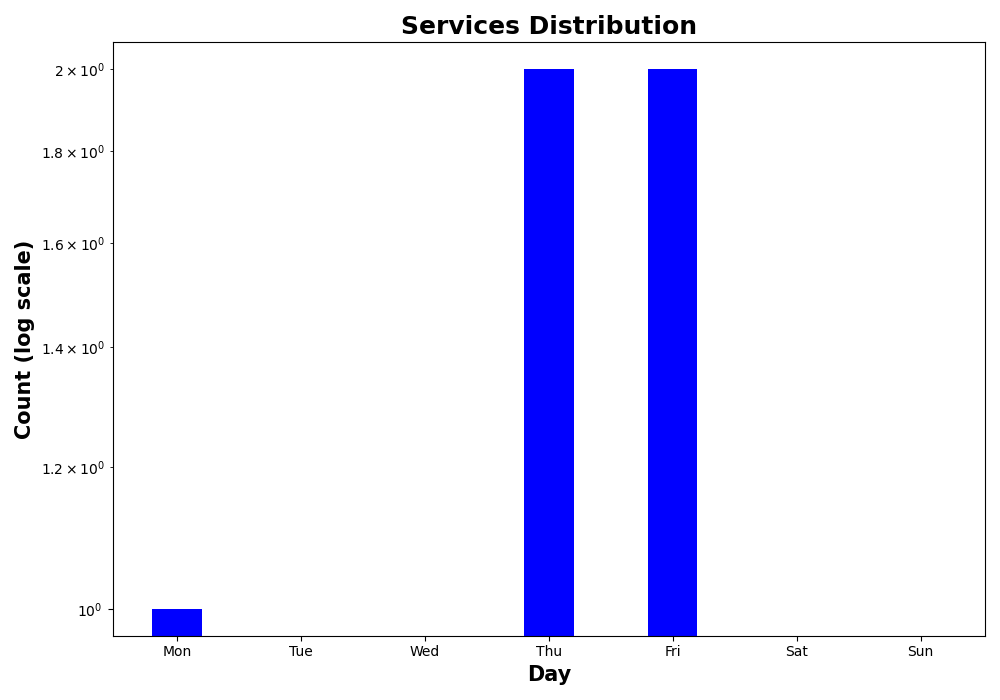 Services Distribution
Count (log scale)
2 × 10⁰
1.8 × 10⁰
1.6 × 10⁰
1.4 × 10⁰
1.2 × 10⁰
10⁰
Mon Tue Wed Thu Fri Sat Sun
Day